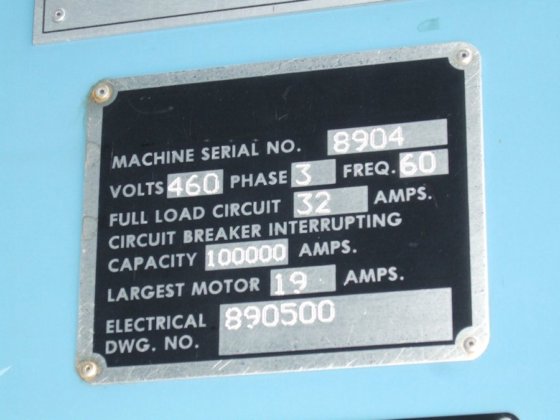 MACHINE SERIAL NO. 8904
VOLTS 460 PHASE 3 FREQ. 60
FULL LOAD CIRCUIT 32 AMPS.
CIRCUIT BREAKER INTERRUPTING
CAPACITY 100000 AMPS.
LARGEST MOTOR 19 AMPS.
ELECTRICAL 890500
DWG. NO.